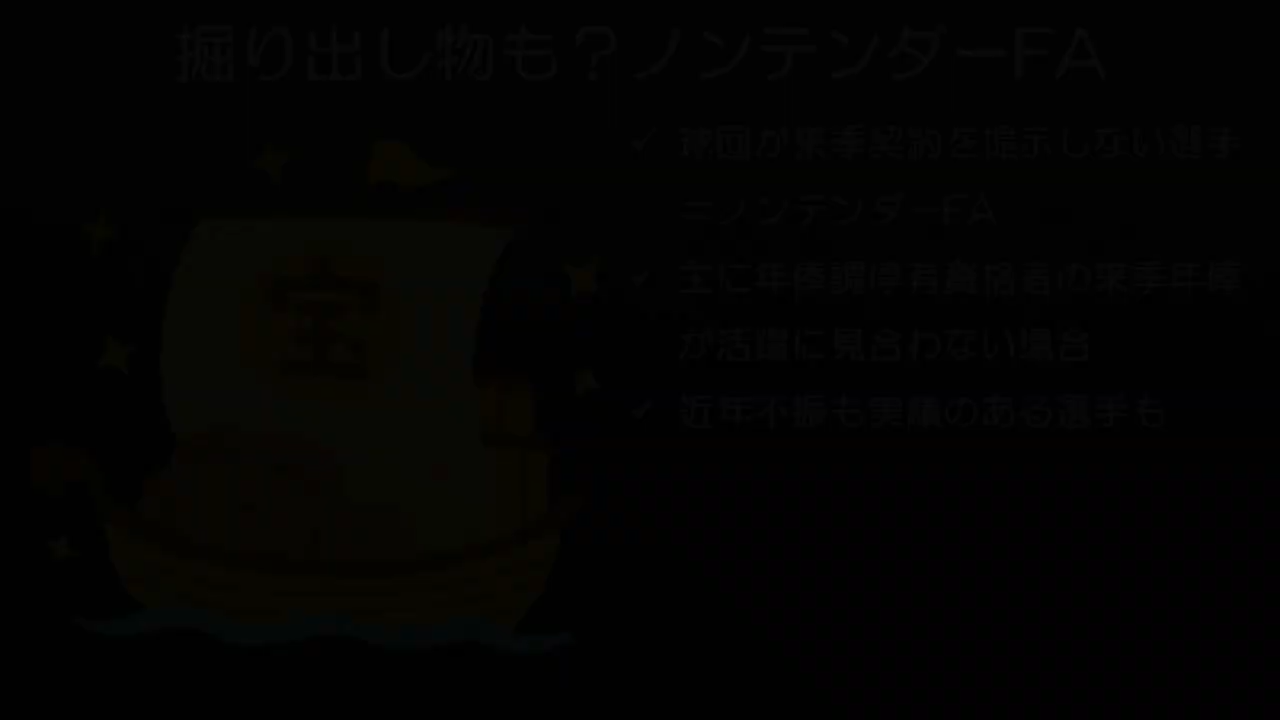 掘り出し物も？ノンテンダーFA
✓ 球団が来季契約を提示しない選手
＝ノンテンダーFA
宝
✓ 主に年俸調停有資格者の来季年俸
が活躍に見合わない場合
✓ 近年不振も実績のある選手も